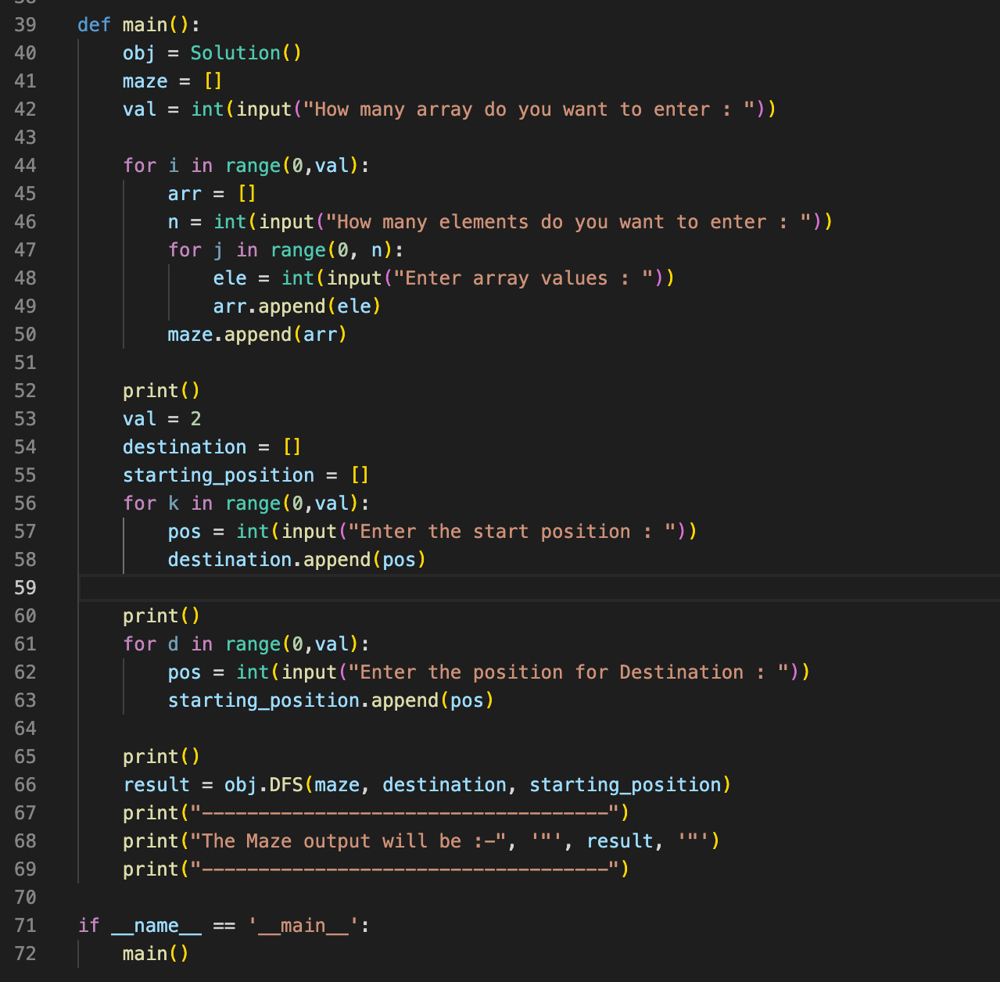 39 def main():
40     obj = Solution()
41     maze = []
42     val = int(input("How many array do you want to enter : "))
43
44     for i in range(0,val):
45         arr = []
46         n = int(input("How many elements do you want to enter : "))
47         for j in range(0, n):
48             ele = int(input("Enter array values : "))
49             arr.append(ele)
50         maze.append(arr)
51
52     print()
53     val = 2
54     destination = []
55     starting_position = []
56     for k in range(0,val):
57         pos = int(input("Enter the start position : "))
58         destination.append(pos)
59
60     print()
61     for d in range(0,val):
62         pos = int(input("Enter the position for Destination : "))
63         starting_position.append(pos)
64
65     print()
66     result = obj.DFS(maze, destination, starting_position)
67     print("------------------------------------")
68     print("The Maze output will be :-", '"', result, '"')
69     print("------------------------------------")
70
71 if __name__ == '__main__':
72     main()